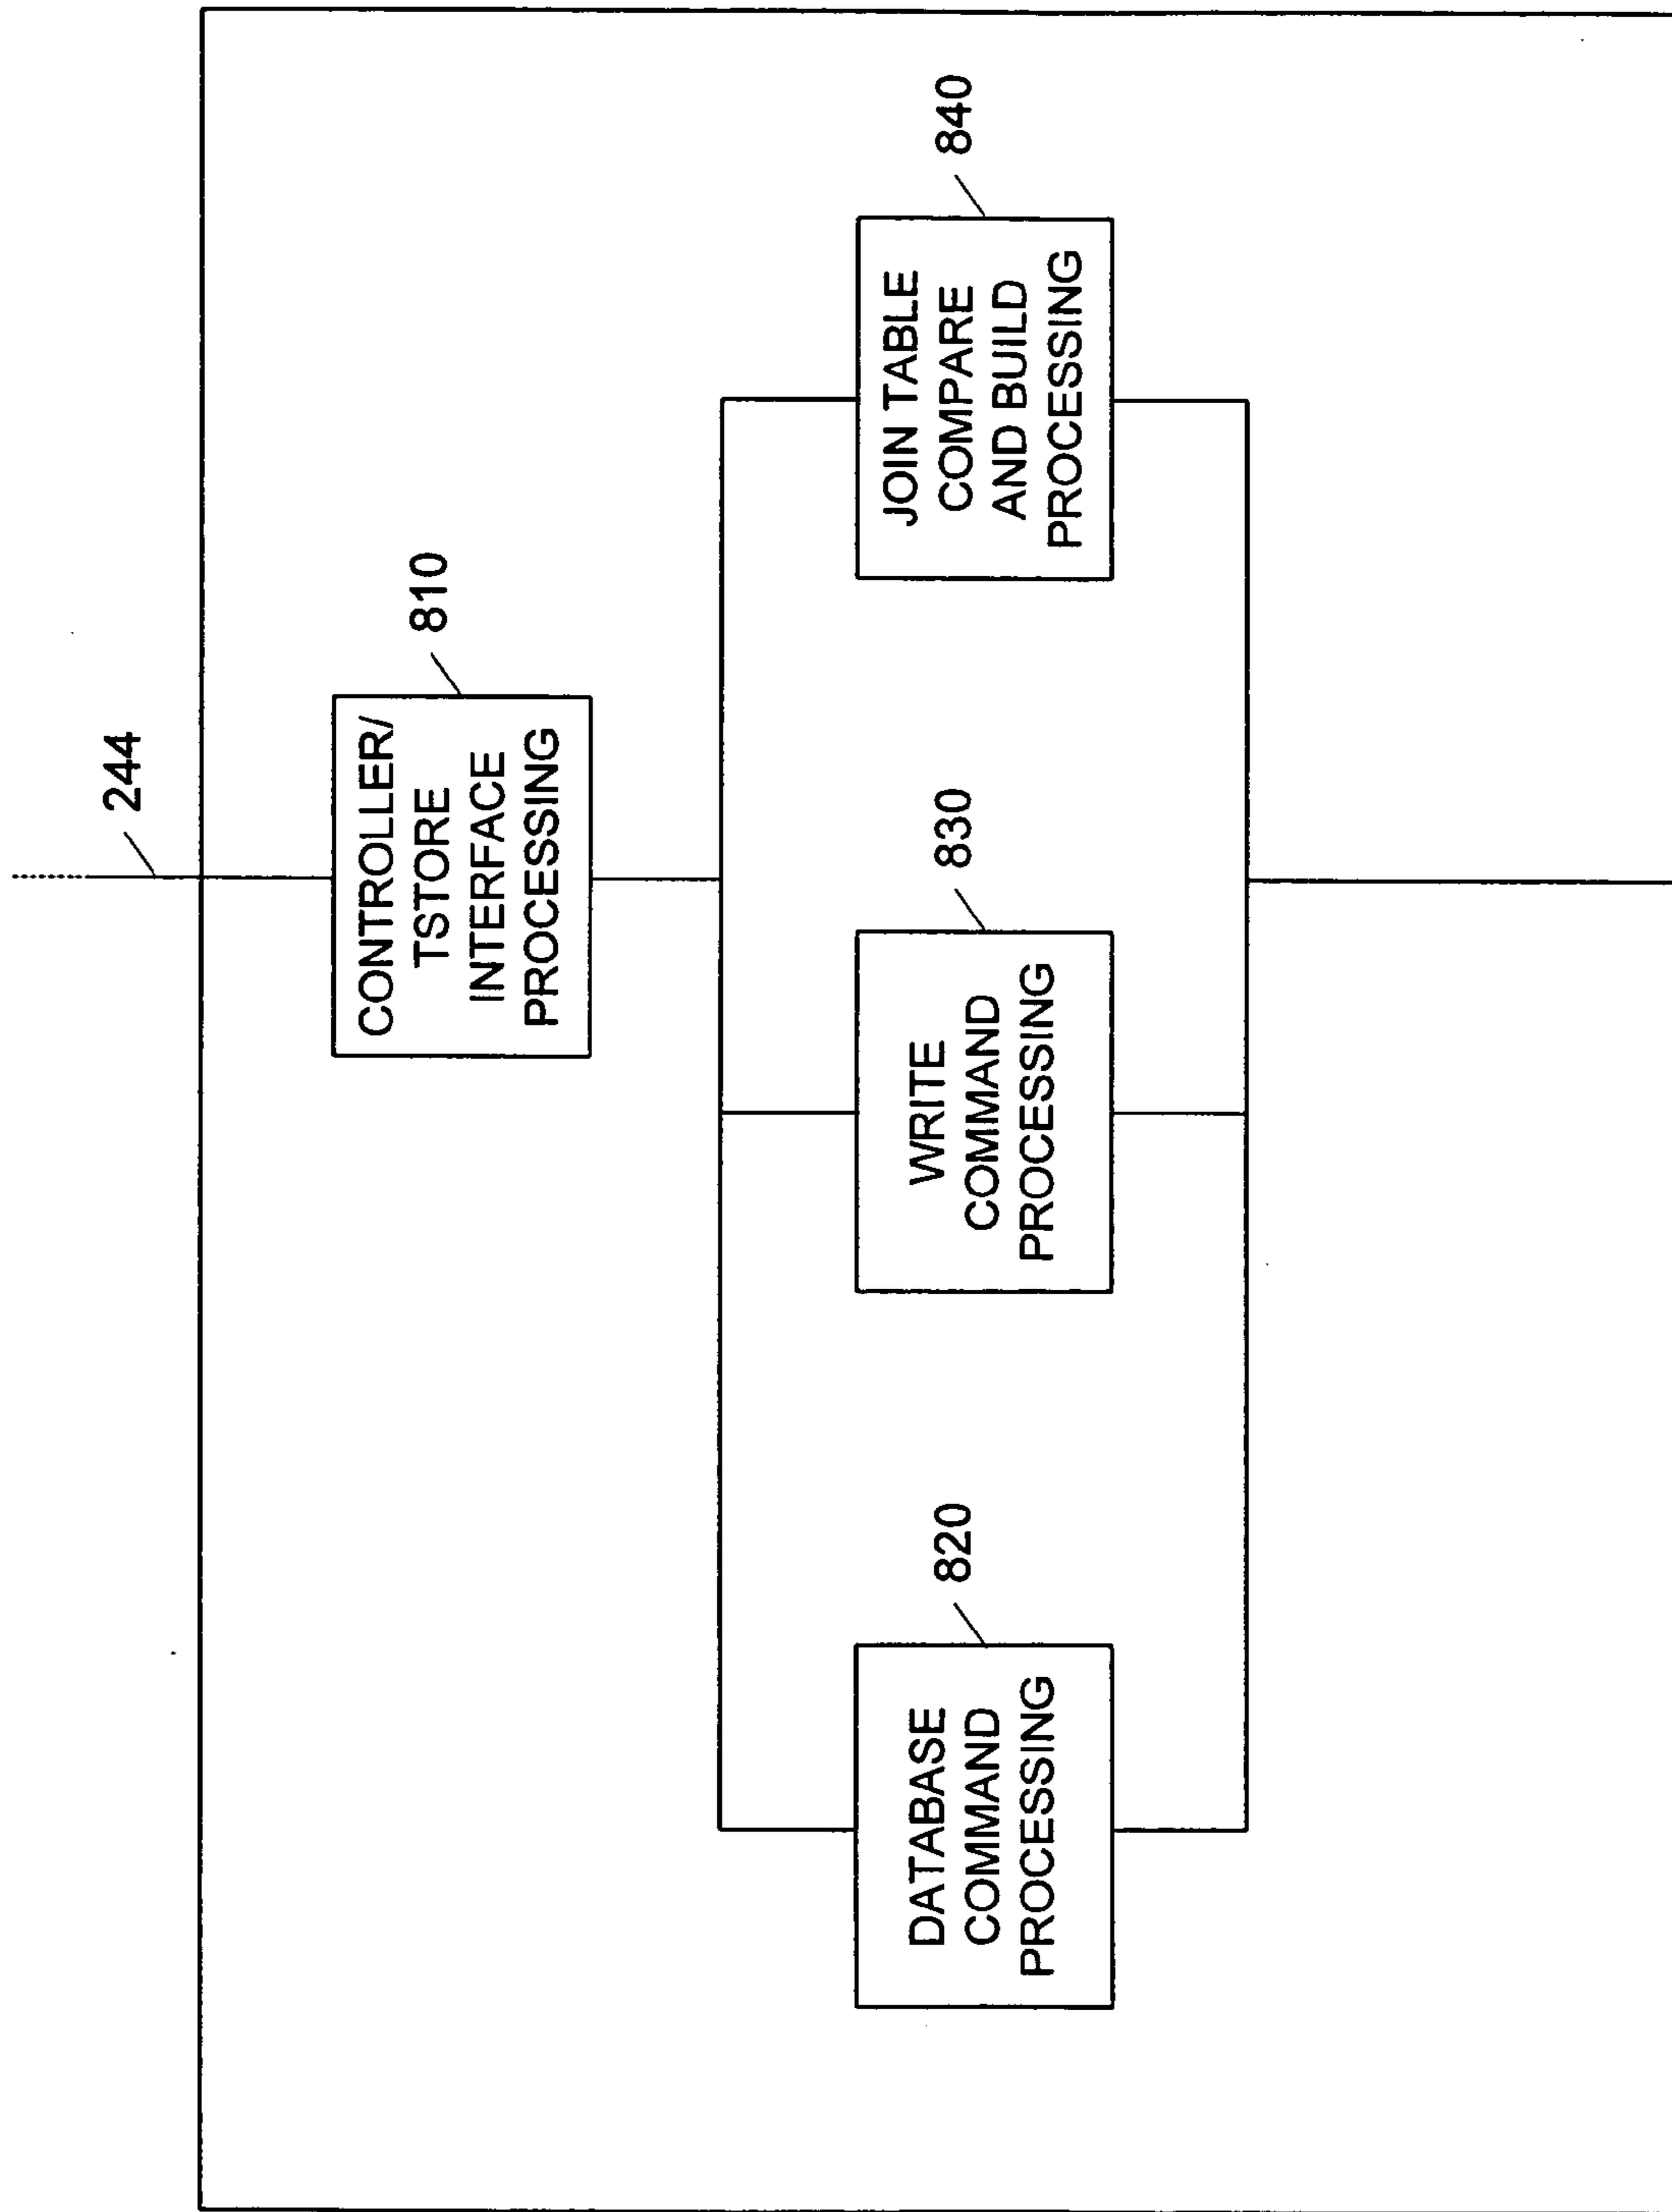 244
810
CONTROLLER/
TSTORE
INTERFACE
PROCESSING
820
DATABASE
COMMAND
PROCESSING
830
WRITE
COMMAND
PROCESSING
840
JOIN TABLE
COMPARE
AND BUILD
PROCESSING